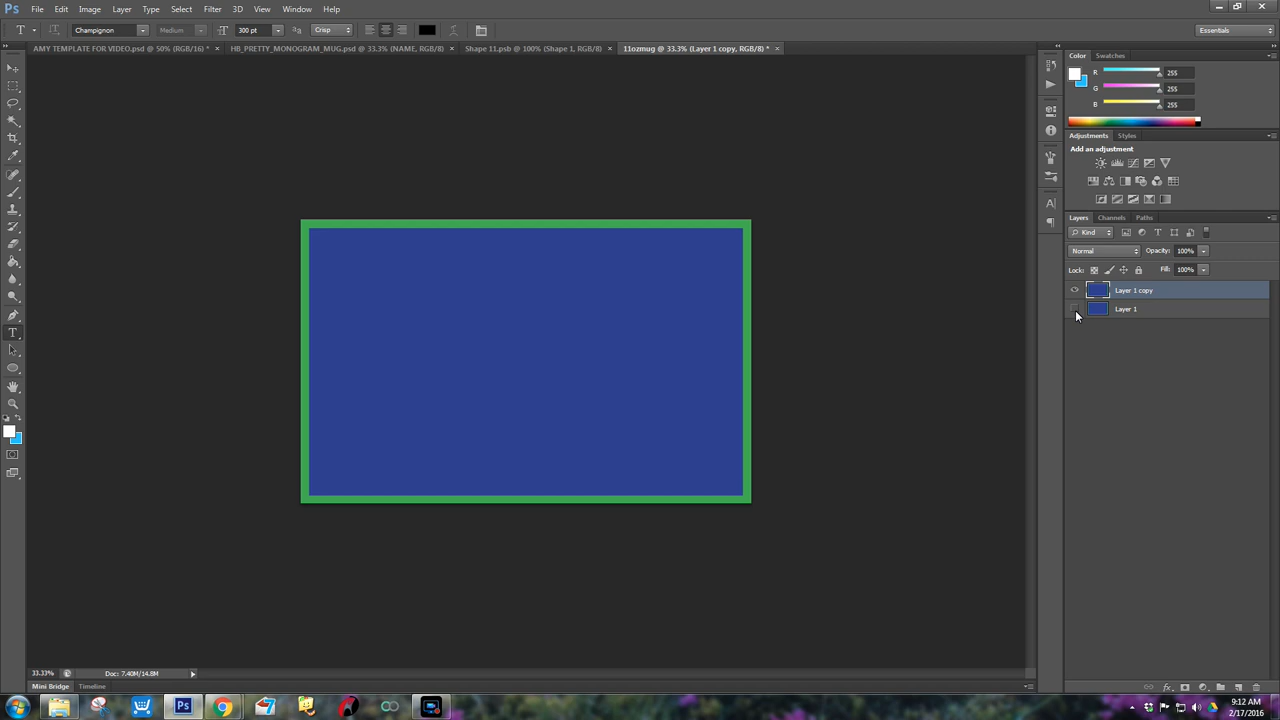 Ps File Edit Image Layer Type Select Filter 3D View Window Help
T Champignon Medium 300 pt Crisp Essentials
AMY TEMPLATE FOR VIDEO.psd @ 50% (RGB/16) * × HB_PRETTY_MONOGRAM_MUG.psd @ 33.3% (NAME, RGB/8) × Shape 11.psb @ 100% (Shape 1, RGB/8) × 11ozmug @ 33.3% (Layer 1 copy, RGB/8) * ×
Color Swatches
R 255
G 255
B 255
Adjustments Styles
Add an adjustment
Layers Channels Paths
Kind
Normal Opacity: 100%
Lock: Fill: 100%
Layer 1 copy
Layer 1
33.33% Doc: 7.40M/14.8M
Mini Bridge Timeline
9:12 AM
2/17/2016